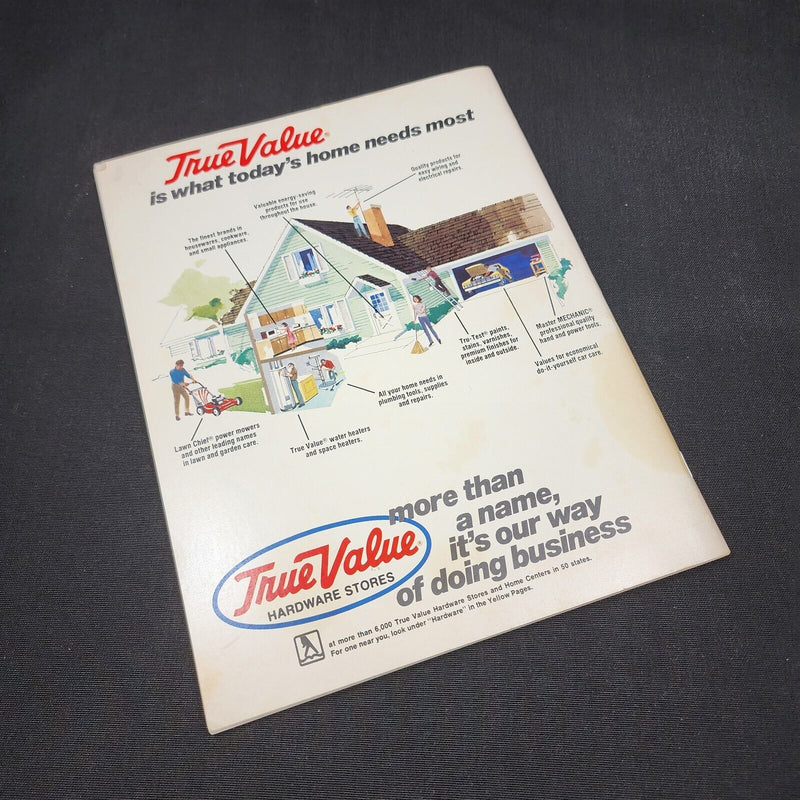 True Value®
is what today's home needs most
Quality products for
easy wiring and
electrical repairs.
Valuable energy-saving
products for use
throughout the house.
The finest brands in
housewares, cookware,
and small appliances.
Master MECHANIC®
professional quality
hand and power tools.
Tru-Test® paints,
stains, varnishes,
premium finishes for
inside and outside.
Values for economical
do-it-yourself car care.
All your home needs in
plumbing tools, supplies
and repairs.
Lawn Chief® power mowers
and other leading names
in lawn and garden care.
True Value® water heaters
and space heaters.
more than
a name,
it's our way
of doing business
True Value®
HARDWARE STORES
at more than 6,000 True Value Hardware Stores and Home Centers in 50 states.
For one near you, look under "Hardware" in the Yellow Pages.